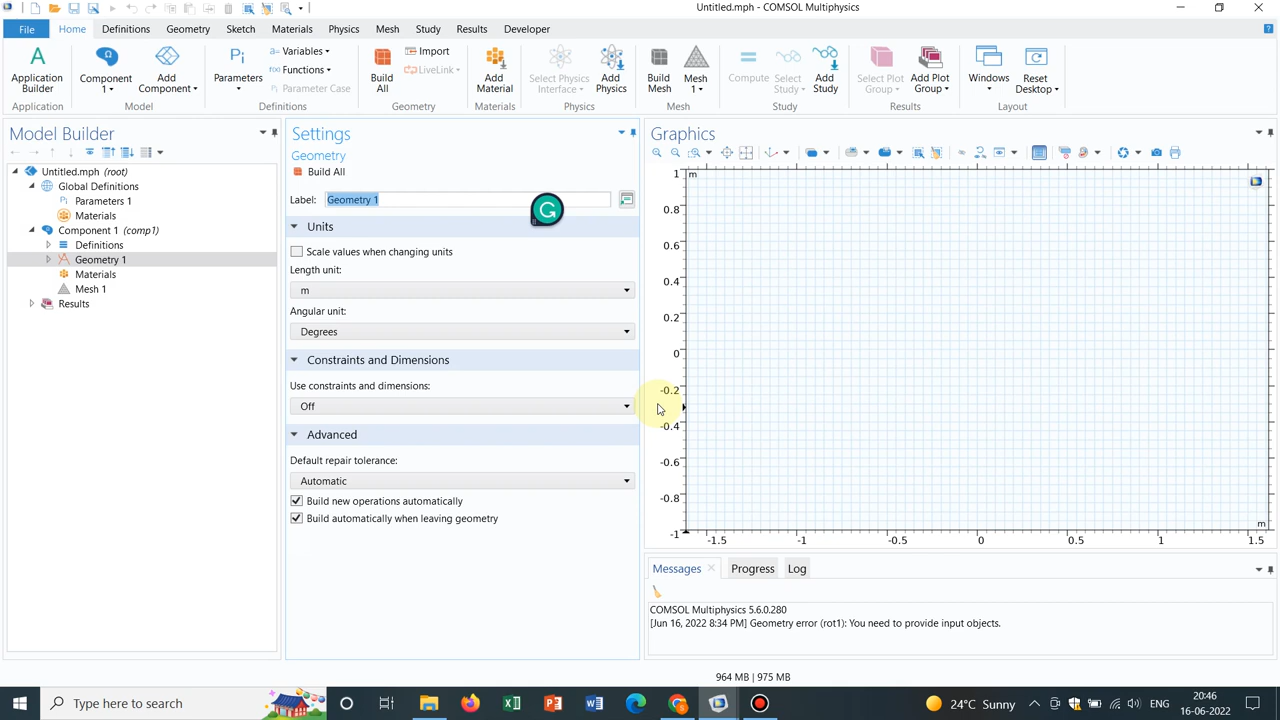 Untitled.mph - COMSOL Multiphysics
File Home Definitions Geometry Sketch Materials Physics Mesh Study Results Developer
Application Builder
Application
Component 1
Add Component
Model
Parameters
a= Variables
f(x) Functions
Pi Parameter Case
Definitions
Build All
Import
LiveLink
Geometry
Add Material
Materials
Select Physics Interface
Add Physics
Physics
Build Mesh
Mesh 1
Mesh
Compute
Select Study
Add Study
Study
Select Plot Group
Add Plot Group
Results
Windows
Reset Desktop
Layout
Model Builder
Untitled.mph (root)
Global Definitions
Pi Parameters 1
Materials
Component 1 (comp1)
Definitions
Geometry 1
Materials
Mesh 1
Results
Settings
Geometry
Build All
Label: Geometry 1
Units
Scale values when changing units
Length unit:
m
Angular unit:
Degrees
Constraints and Dimensions
Use constraints and dimensions:
Off
Advanced
Default repair tolerance:
Automatic
Build new operations automatically
Build automatically when leaving geometry
Graphics
1
m
0.8
0.6
0.4
0.2
0
-0.2
-0.4
-0.6
-0.8
-1
m
-1.5 -1 -0.5 0 0.5 1 1.5
Messages Progress Log
COMSOL Multiphysics 5.6.0.280
[Jun 16, 2022 8:34 PM] Geometry error (rot1): You need to provide input objects.
964 MB | 975 MB
Type here to search
24°C Sunny
ENG
20:46
16-06-2022